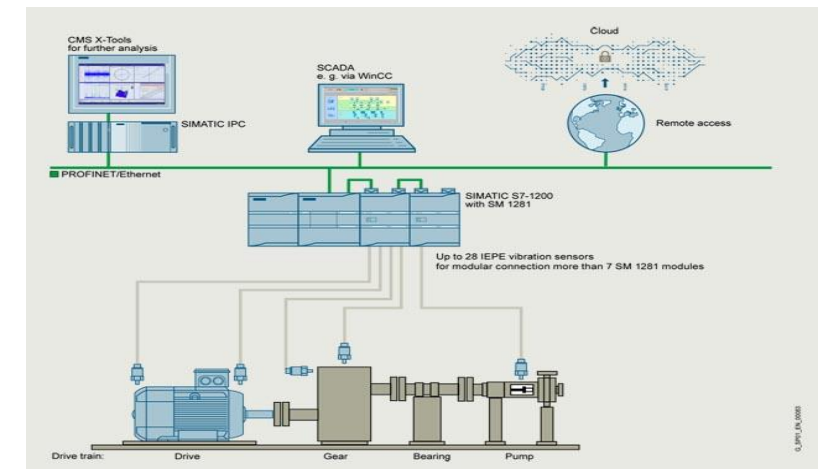 CMS X-Tools
for further analysis
SIMATIC IPC
SCADA
e. g. via WinCC
Cloud
Remote access
PROFINET/Ethernet
SIMATIC S7-1200
with SM 1281
Up to 28 IEPE vibration sensors
for modular connection more than 7 SM 1281 modules
Drive train:
Drive
Gear
Bearing
Pump